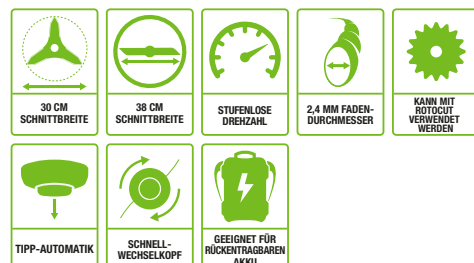 30 CM
SCHNITTBREITE
38 CM
SCHNITTBREITE
STUFENLOSE
DREHZAHL
2,4 MM FADEN-
DURCHMESSER
KANN MIT
ROTOCUT
VERWENDET
WERDEN
TIPP-AUTOMATIK
SCHNELL-
WECHSELKOPF
GEEIGNET FÜR
RÜCKENTRAGBAREN
AKKU